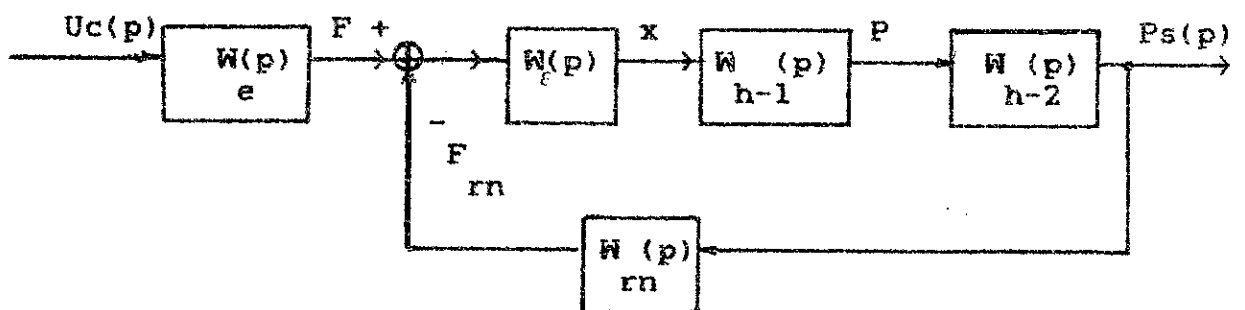 Uc(p)
F +
x
P
Ps(p)
W(p)
e
W(p)
ε
W (p)
h-1
W (p)
h-2
-
F
rn
W (p)
rn